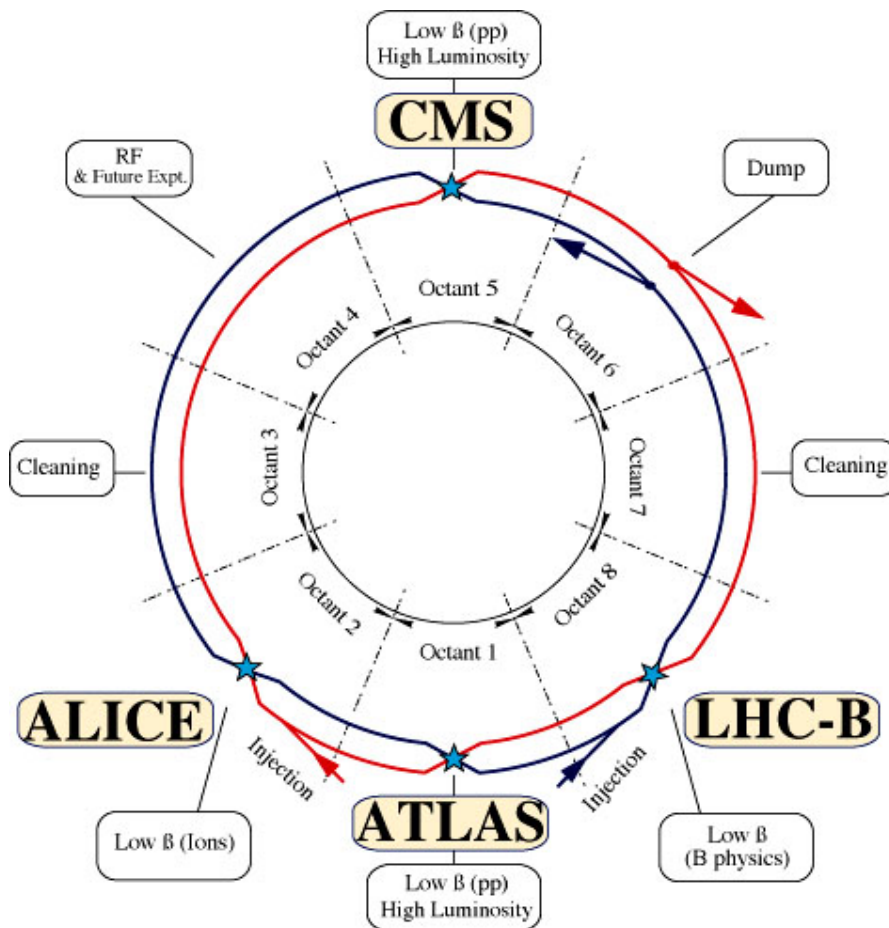 Low ß (pp)
High Luminosity
CMS
RF
& Future Expt.
Dump
Octant 5
Octant 4
Octant 6
Cleaning
Octant 3
Octant 7
Cleaning
Octant 2
Octant 8
Octant 1
ALICE
LHC-B
Injection
Injection
ATLAS
Low ß (Ions)
Low ß
(B physics)
Low ß (pp)
High Luminosity